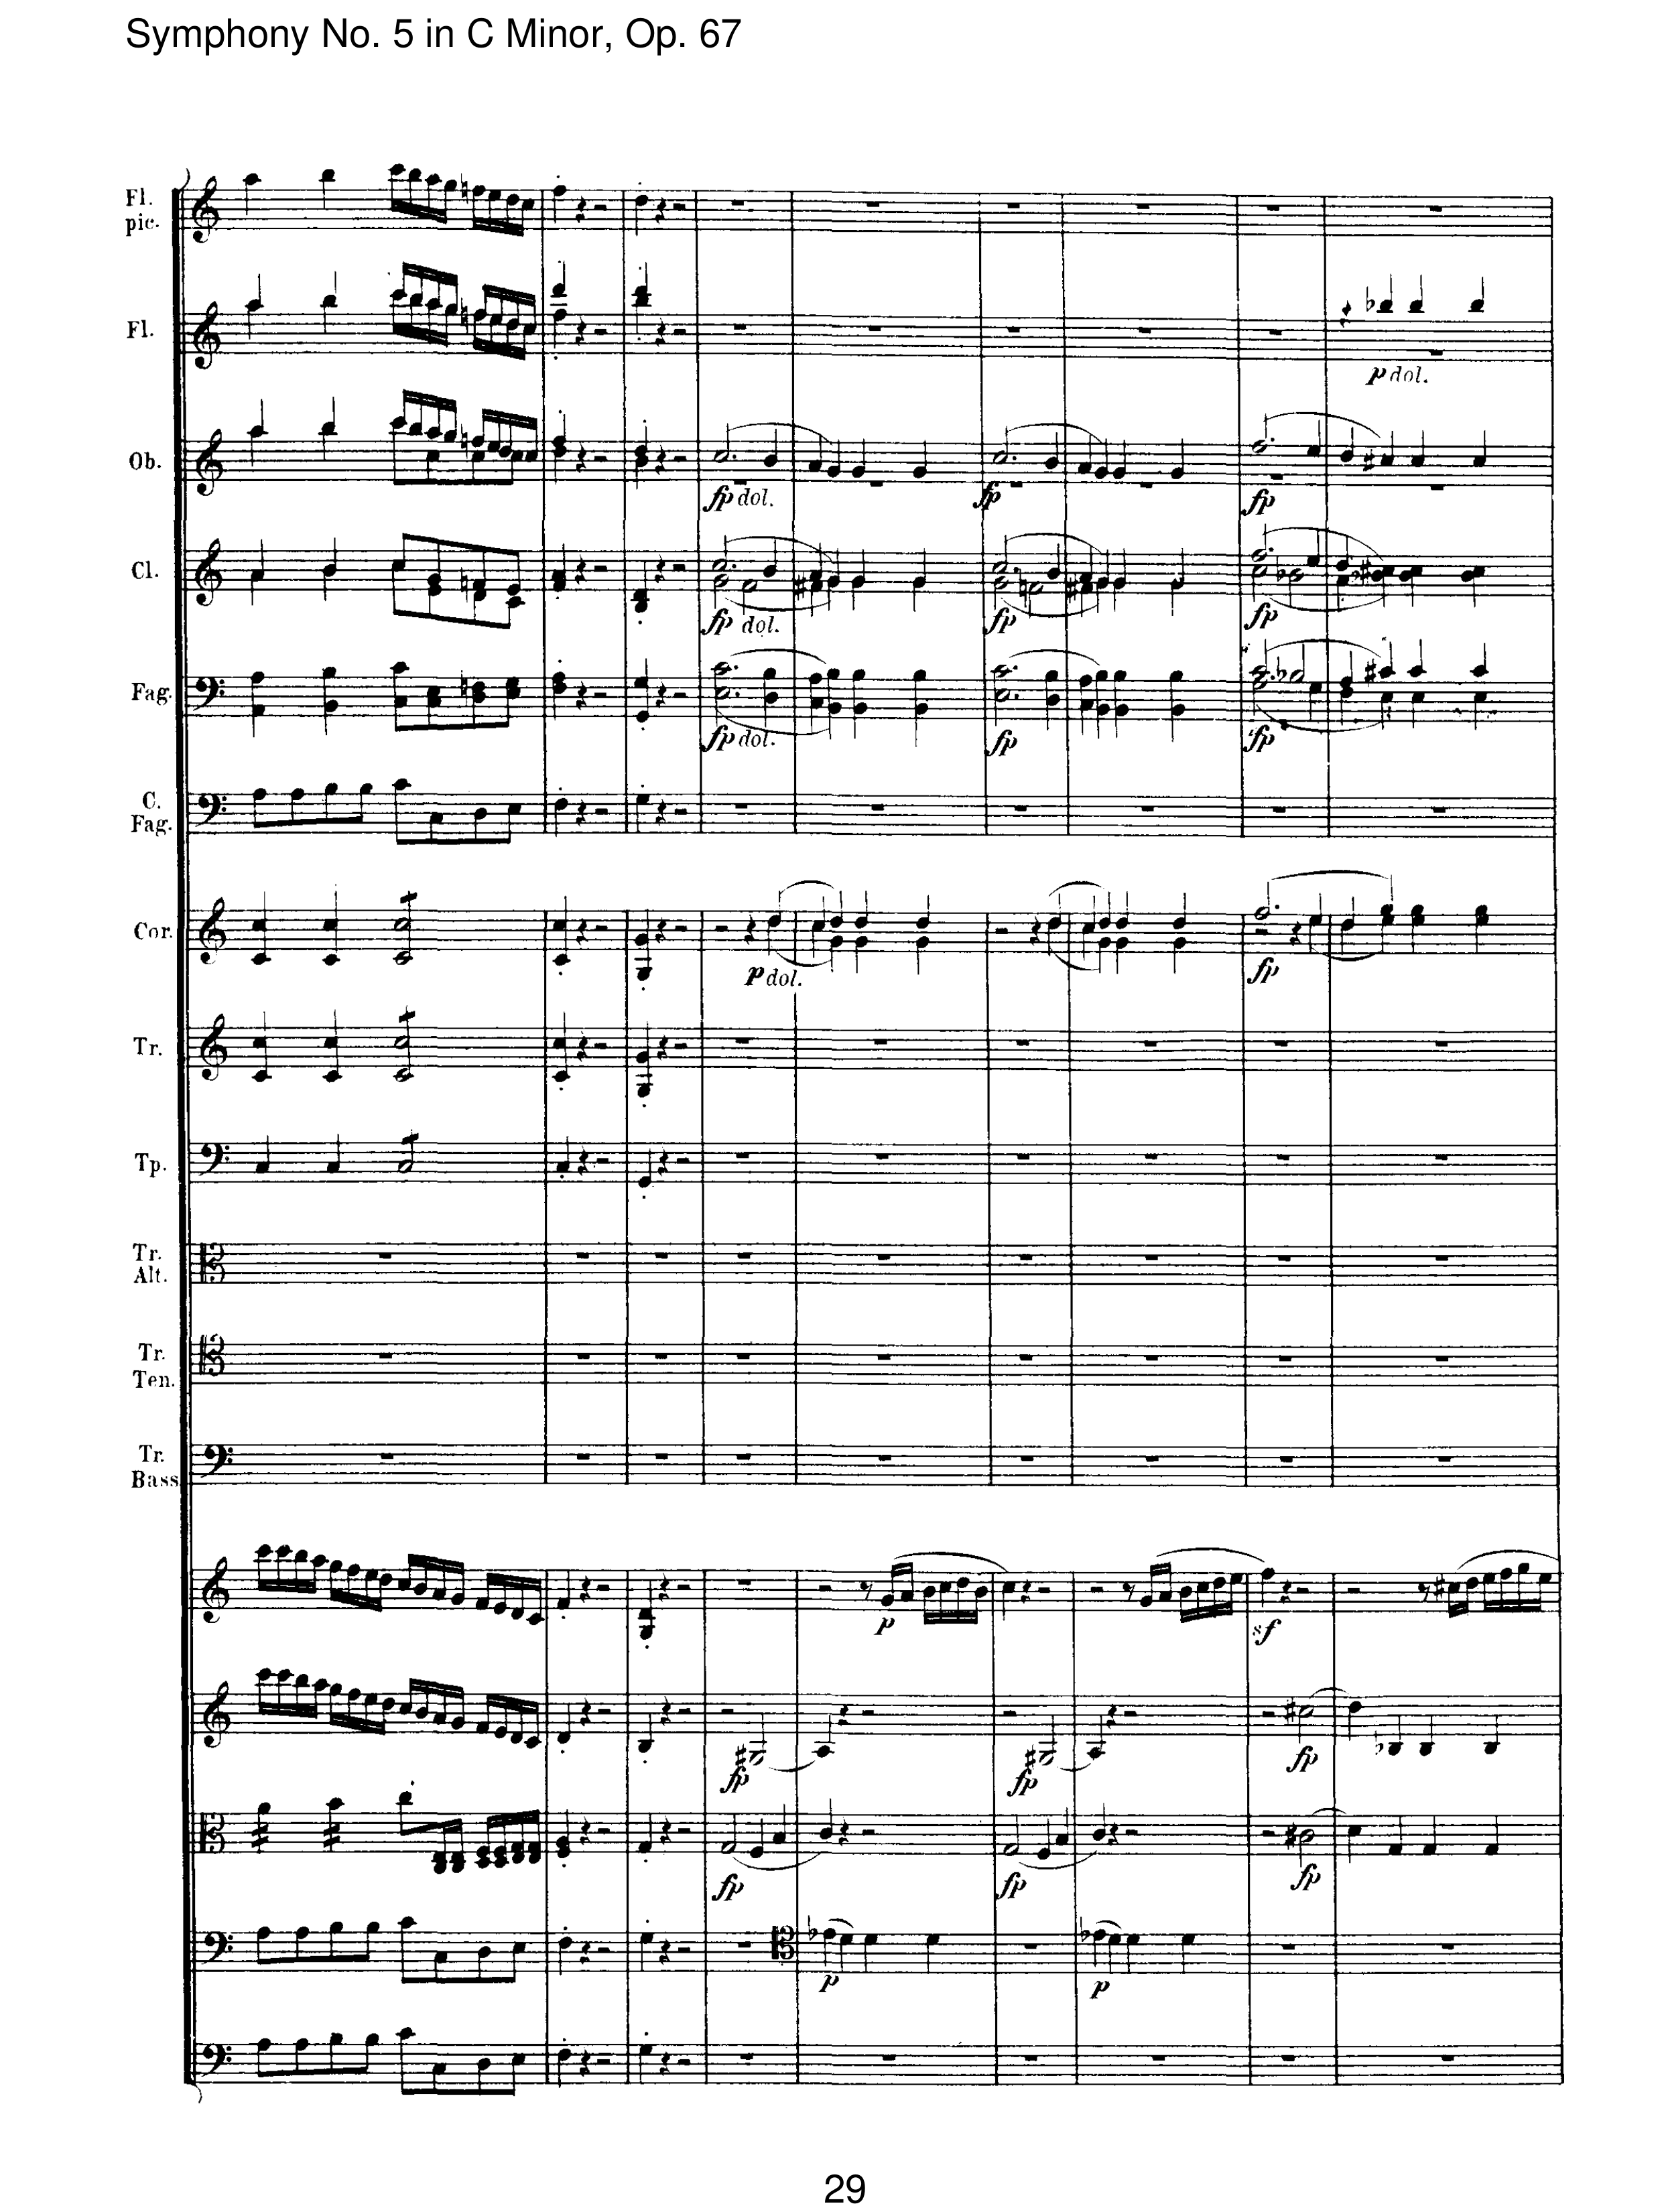 Symphony No. 5 in C Minor, Op. 67
Fl.
pic.
Fl.
p dol.
Ob.
fp dol. fp fp
Cl.
fp dol. fp fp
Fag.
fp dol. fp fp
C.
Fag.
Cor.
p dol. fp
Tr.
Tp.
Tr.
Alt.
Tr.
Ten.
Tr.
Bass
p sf
fp fp fp
fp fp fp
p p
29